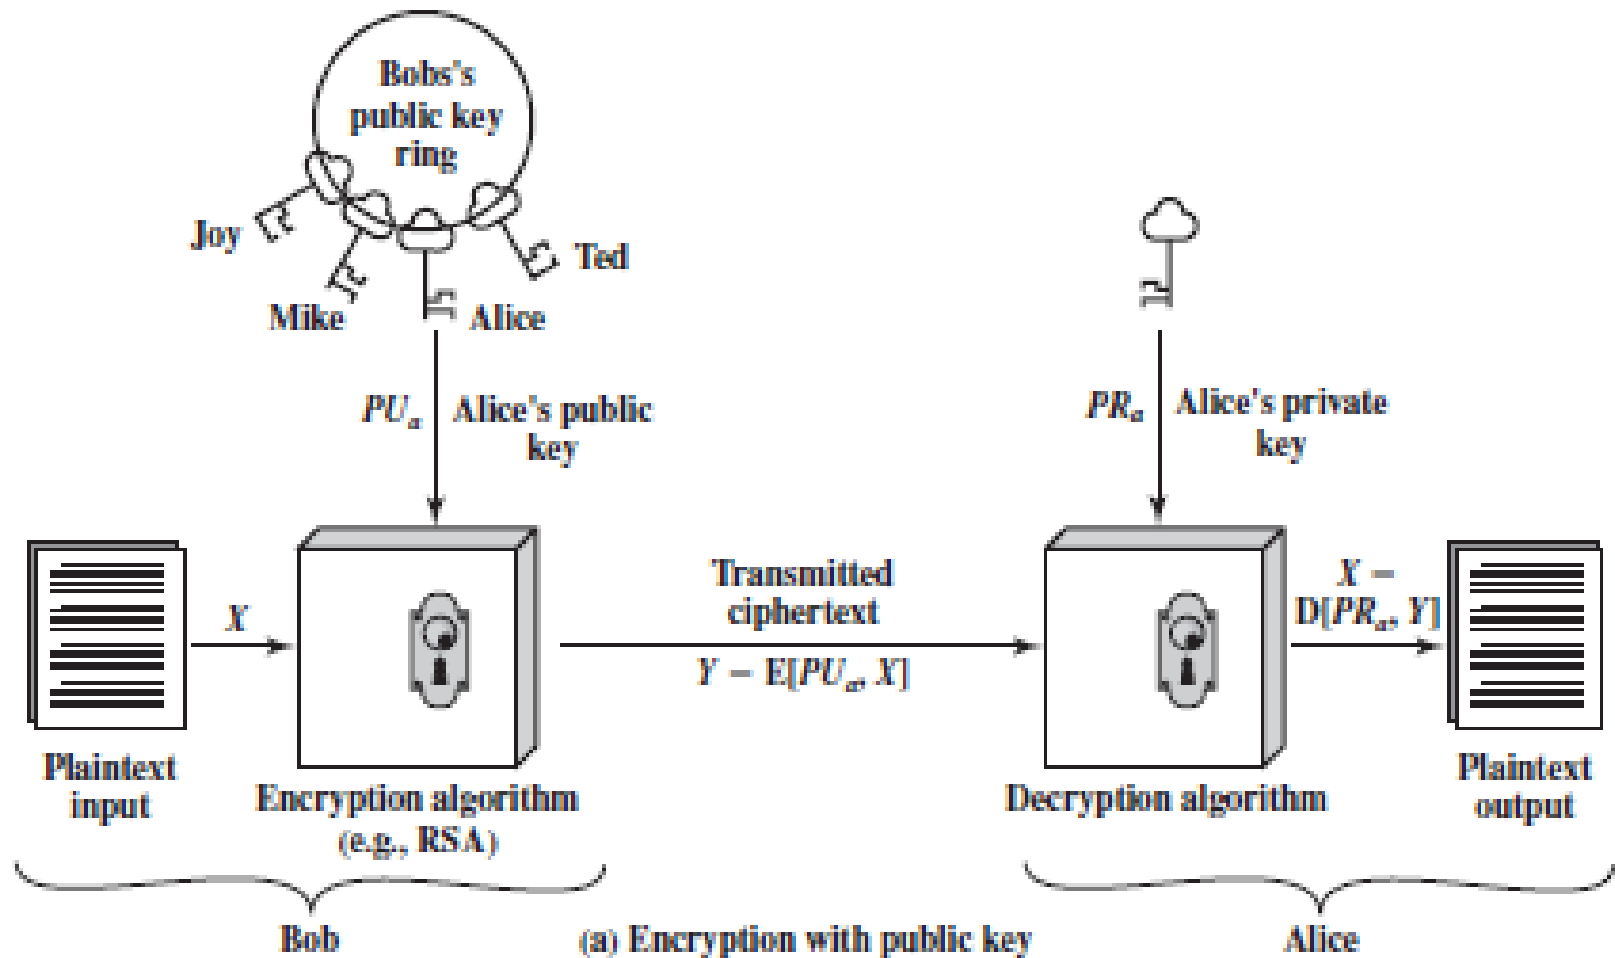 Bobs's
public key
ring
Joy
Ted
Mike
Alice
PUa
Alice's public
key
PRa
Alice's private
key
X
Transmitted
ciphertext
Y = E[PUa, X]
X =
D[PRa, Y]
Plaintext
input
Encryption algorithm
(e.g., RSA)
Decryption algorithm
Plaintext
output
Bob
(a) Encryption with public key
Alice